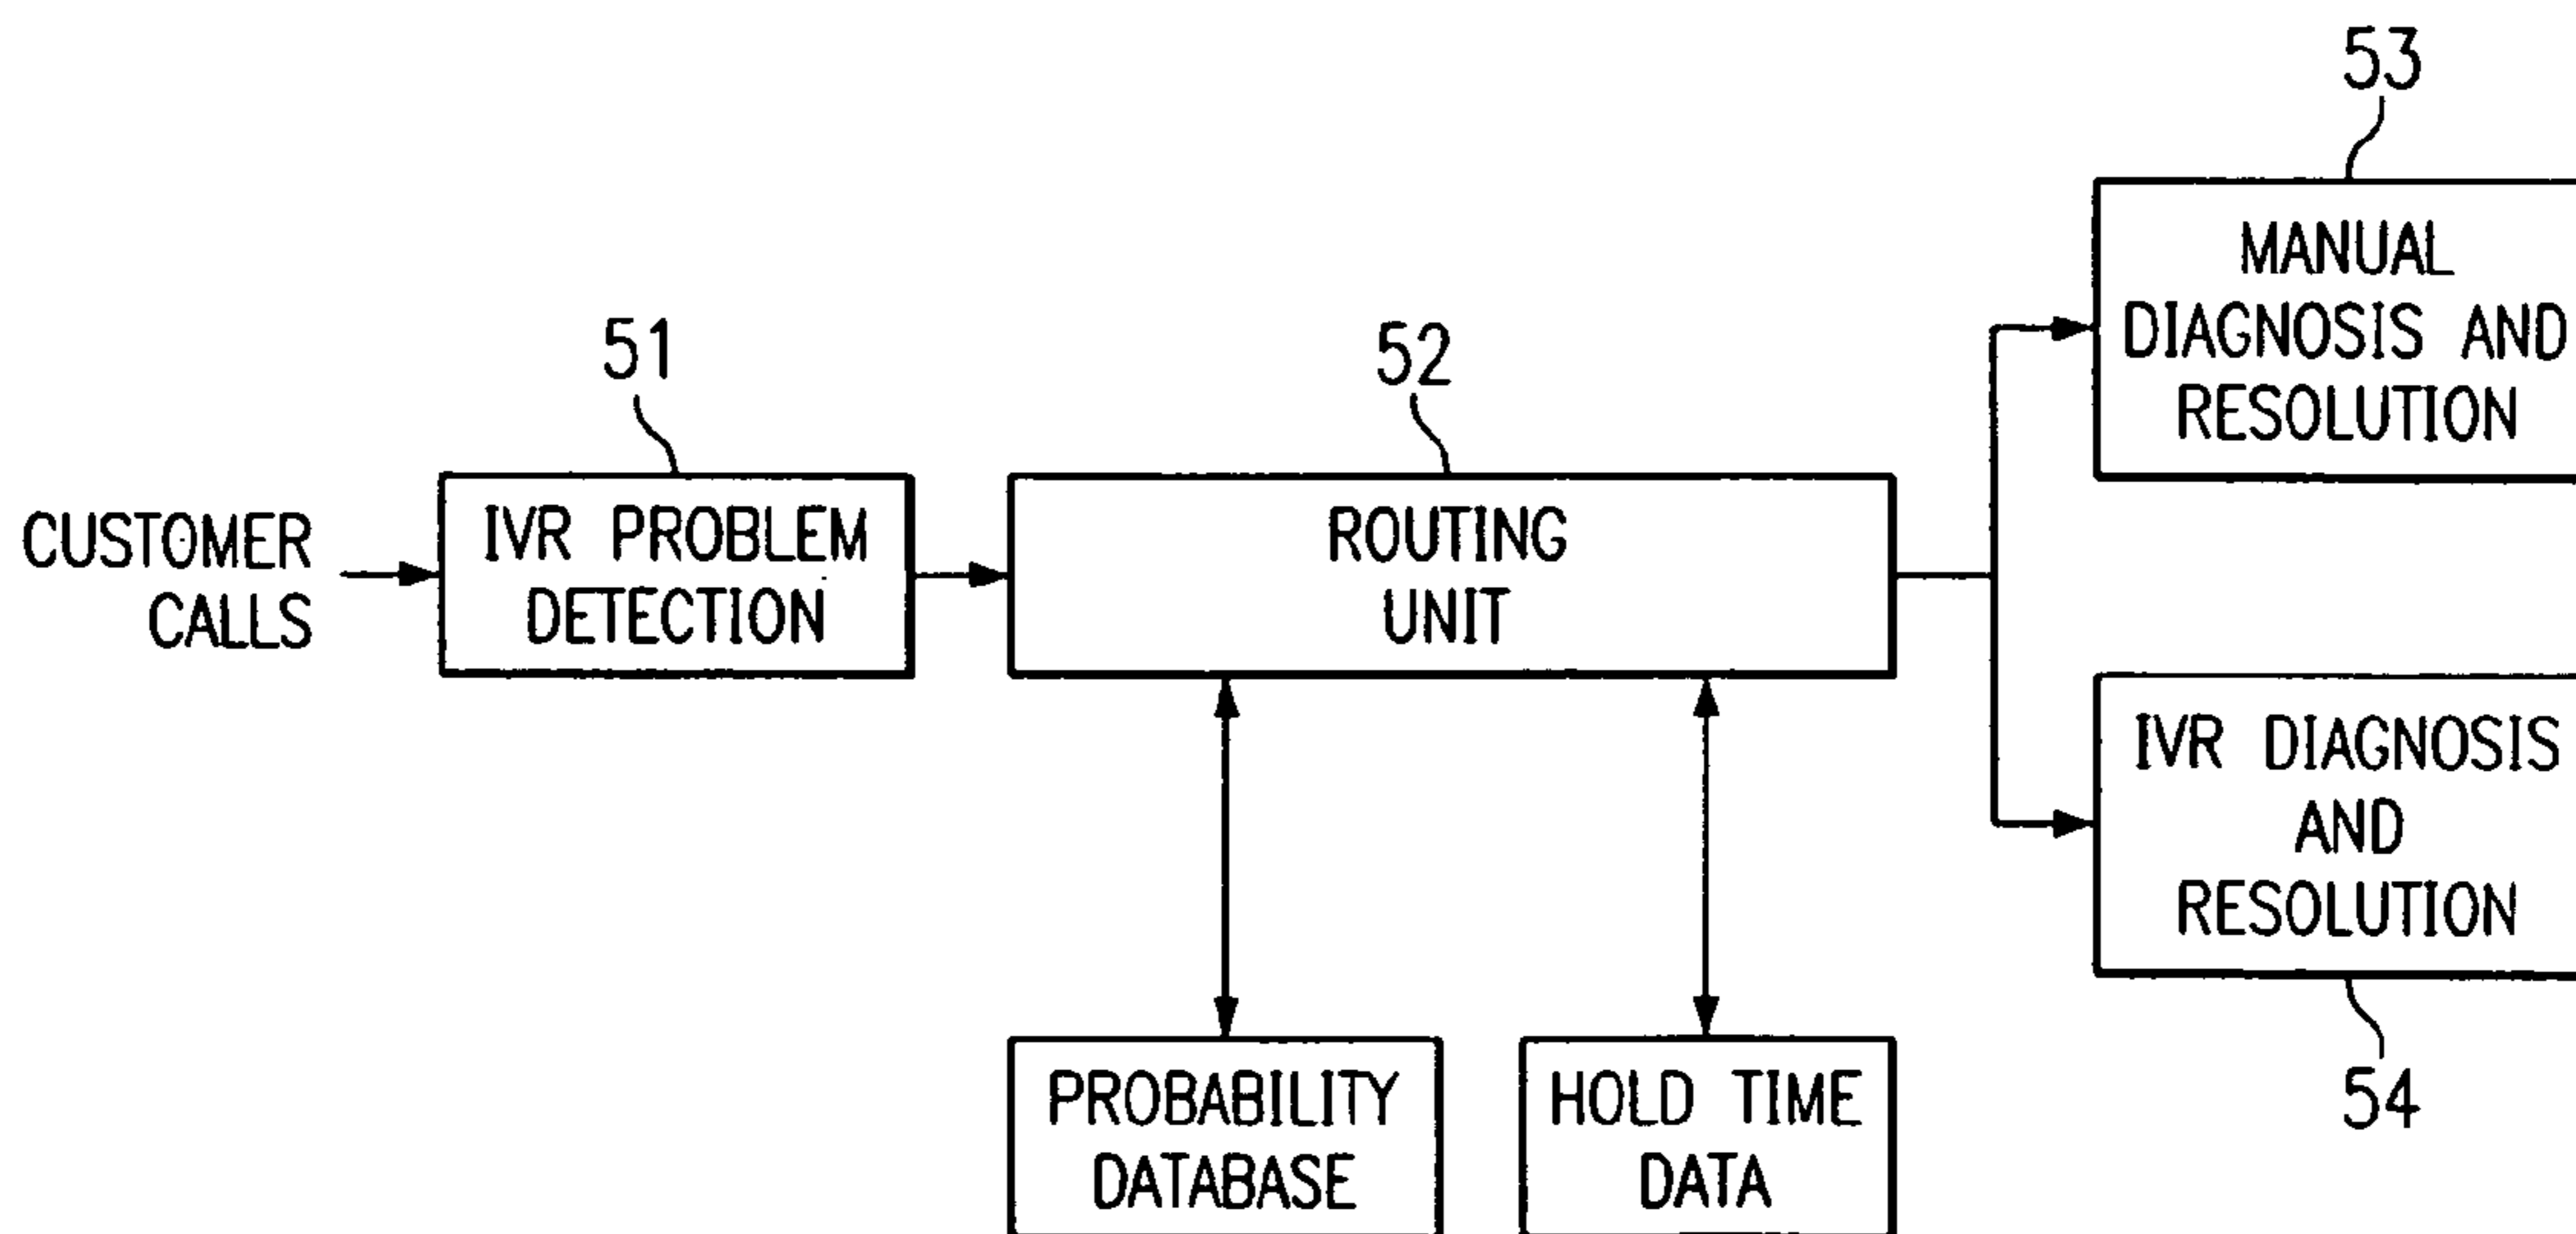 53
MANUAL
DIAGNOSIS AND
RESOLUTION
51
52
CUSTOMER
CALLS
IVR PROBLEM
DETECTION
ROUTING
UNIT
IVR DIAGNOSIS
AND
RESOLUTION
54
PROBABILITY
DATABASE
HOLD TIME
DATA